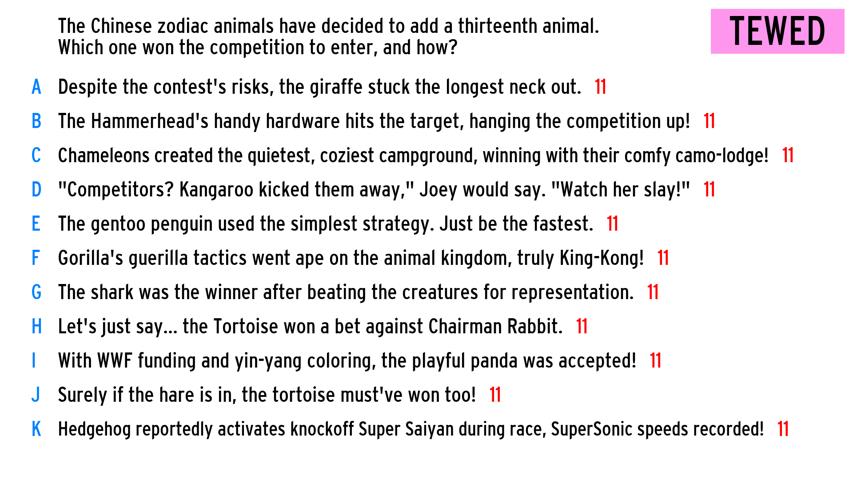 The Chinese zodiac animals have decided to add a thirteenth animal.
Which one won the competition to enter, and how?
TEWED
A Despite the contest's risks, the giraffe stuck the longest neck out. 11
B The Hammerhead's handy hardware hits the target, hanging the competition up! 11
C Chameleons created the quietest, coziest campground, winning with their comfy camo-lodge! 11
D "Competitors? Kangaroo kicked them away," Joey would say. "Watch her slay!" 11
E The gentoo penguin used the simplest strategy. Just be the fastest. 11
F Gorilla's guerilla tactics went ape on the animal kingdom, truly King-Kong! 11
G The shark was the winner after beating the creatures for representation. 11
H Let's just say... the Tortoise won a bet against Chairman Rabbit. 11
I With WWF funding and yin-yang coloring, the playful panda was accepted! 11
J Surely if the hare is in, the tortoise must've won too! 11
K Hedgehog reportedly activates knockoff Super Saiyan during race, SuperSonic speeds recorded! 11